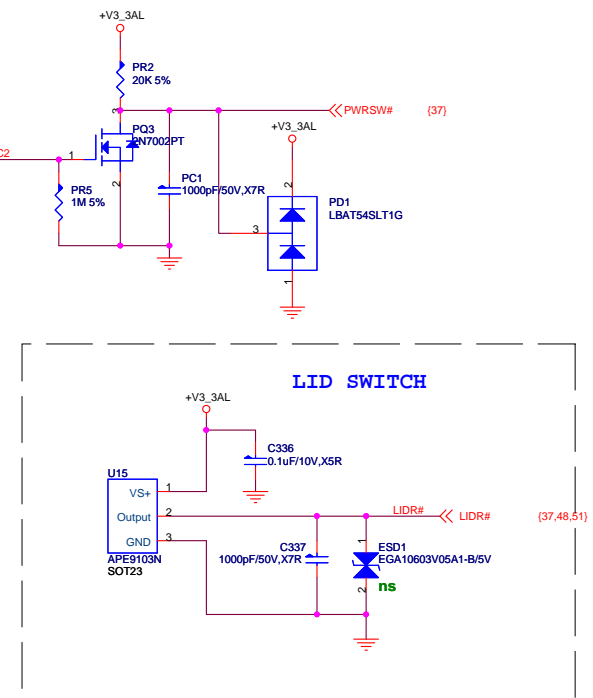 +V3_3AL
PR2
20K 5%
3
PWRSW#
{37}
+V3_3AL
PQ3
2N7002PT
C2
1
2
PR5
1M 5%
PC1
1000pF/50V,X7R
2
PD1
LBAT54SLT1G
3
1
LID SWITCH
+V3_3AL
C336
0.1uF/10V,X5R
U15
VS+
1
LIDR#
LIDR#
{37,48,51}
Output
2
GND
3
APE9103N
SOT23
C337
1000pF/50V,X7R
1
ESD1
EGA10603V05A1-B/5V
2
ns